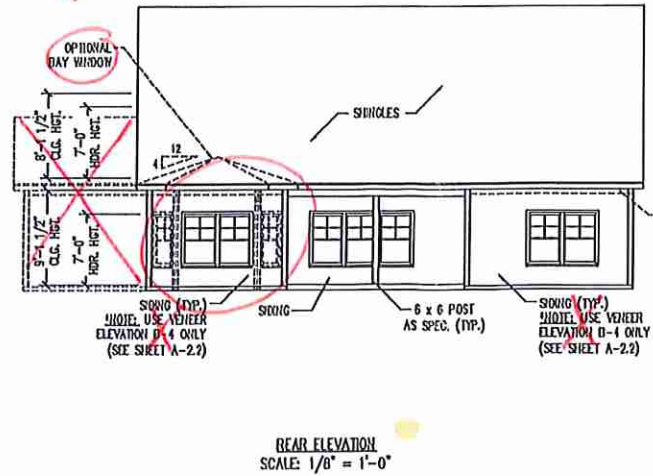 OPTIONAL
BAY WINDOW
SHINGLES
12
4
8'-1 1/2"
CLG. HGT.
7'-0"
HDR. HGT.
9'-1 1/2"
CLG. HGT.
7'-0"
HDR. HGT.
SIDING (TYP.)
NOTE: USE VENEER
ELEVATION B-4 ONLY
(SEE SHEET A-2.2)
SIDING
6 x 6 POST
AS SPEC. (TYP.)
SIDING (TYP.)
NOTE: USE VENEER
ELEVATION B-4 ONLY
(SEE SHEET A-2.2)
REAR ELEVATION
SCALE: 1/8" = 1'-0"